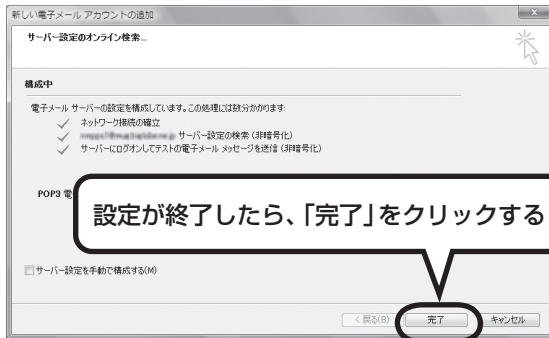 新しい電子メール アカウントの追加
サーバー設定のオンライン検索...
構成中
電子メール サーバーの設定を構成しています。この処理には数分かかります:
ネットワーク接続の確立
サーバー設定の検索 (非暗号化)
サーバーにログオンしてテストの電子メール メッセージを送信 (非暗号化)
POP3 電
設定が終了したら、「完了」をクリックする
サーバー設定を手動で構成する(M)
< 戻る(B)
完了
キャンセル